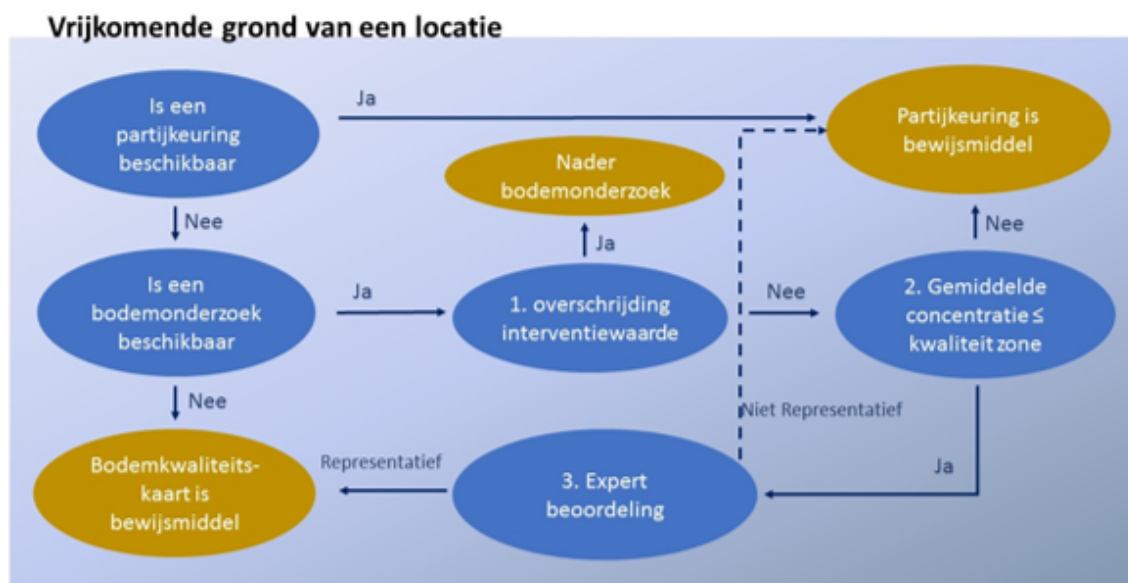 Vrijkomende grond van een locatie
Is een
partijkeuring
beschikbaar
Ja
Partijkeuring is
bewijsmiddel
Nader
bodemonderzoek
Nee
Ja
Nee
Is een
bodemonderzoek
beschikbaar
Ja
1. overschrijding
interventiewaarde
Nee
2. Gemiddelde
concentratie ≤
kwaliteit zone
Nee
Niet Representatief
Ja
Bodemkwaliteits-
kaart is
bewijsmiddel
Representatief
3. Expert
beoordeling